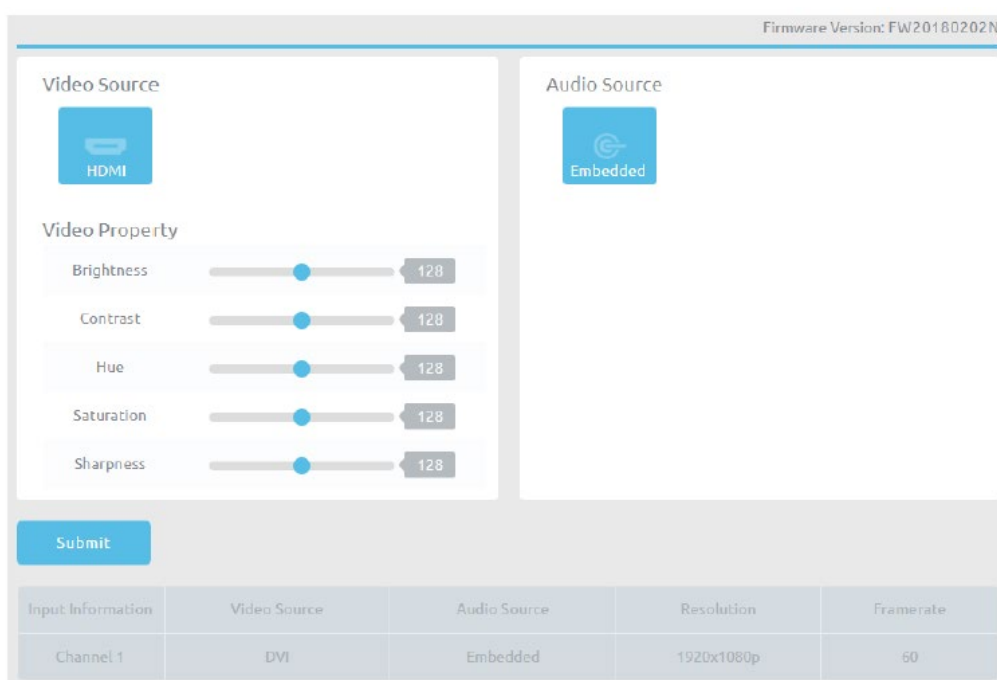 Firmware Version: FW20180202N
Video Source
HDMI
Video Property
Brightness 128
Contrast 128
Hue 128
Saturation 128
Sharpness 128
Audio Source
Embedded
Submit
Input Information Video Source Audio Source Resolution Framerate
Channel 1 DVI Embedded 1920x1080p 60